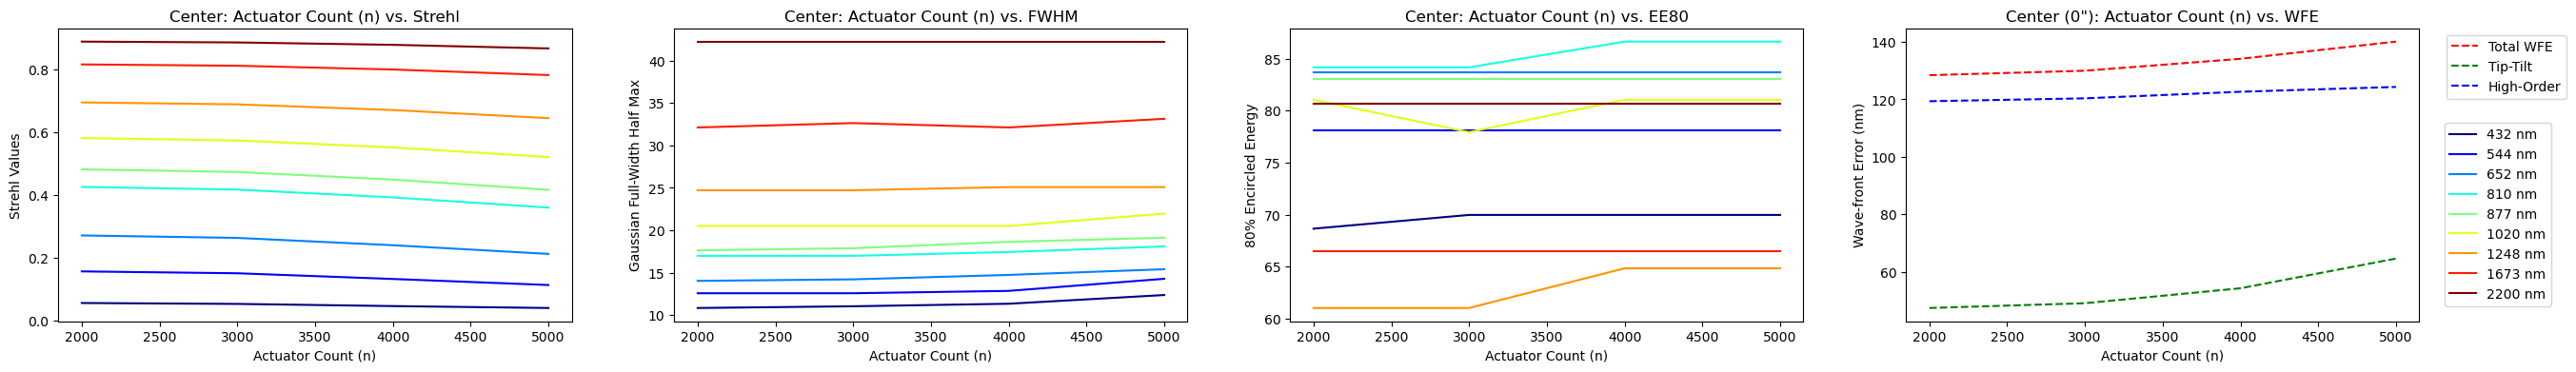 Center: Actuator Count (n) vs. Strehl
Strehl Values
0.8
0.6
0.4
0.2
0.0
2000 2500 3000 3500 4000 4500 5000
Actuator Count (n)
Center: Actuator Count (n) vs. FWHM
Gaussian Full-Width Half Max
40
35
30
25
20
15
10
2000 2500 3000 3500 4000 4500 5000
Actuator Count (n)
Center: Actuator Count (n) vs. EE80
80% Encircled Energy
85
80
75
70
65
60
2000 2500 3000 3500 4000 4500 5000
Actuator Count (n)
Center (0"): Actuator Count (n) vs. WFE
Wave-front Error (nm)
140
120
100
80
60
2000 2500 3000 3500 4000 4500 5000
Actuator Count (n)
Total WFE
Tip-Tilt
High-Order
432 nm
544 nm
652 nm
810 nm
877 nm
1020 nm
1248 nm
1673 nm
2200 nm